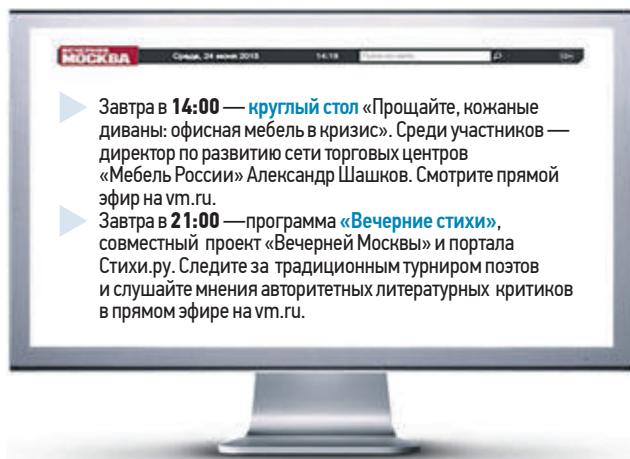 ВЕЧЕРНЯЯ
МОСКВА Среда, 24 июня 2015 14:19
Завтра в 14:00 — круглый стол «Прощайте, кожаные
диваны: офисная мебель в кризис». Среди участников —
директор по развитию сети торговых центров
«Мебель России» Александр Шашков. Смотрите прямой
эфир на vm.ru.
Завтра в 21:00 —программа «Вечерние стихи»,
совместный проект «Вечерней Москвы» и портала
Стихи.ру. Следите за традиционным турниром поэтов
и слушайте мнения авторитетных литературных критиков
в прямом эфире на vm.ru.